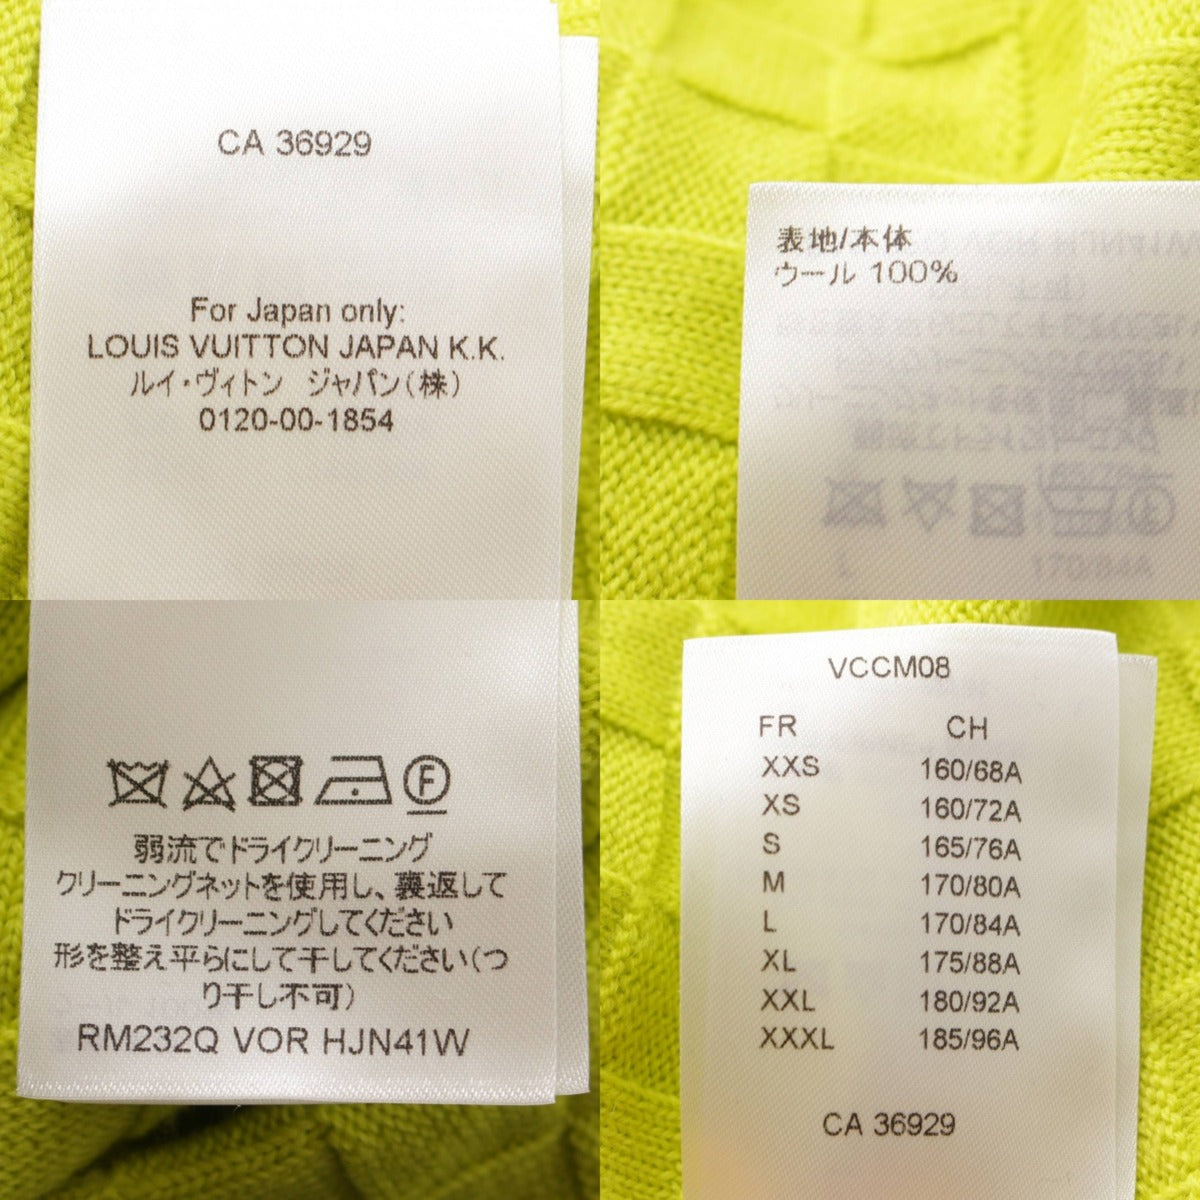 CA 36929
For Japan only:
LOUIS VUITTON JAPAN K.K.
ルイ・ヴィトン ジャパン(株)
0120-00-1854
表地/本体
ウール 100%
170/84A
F
弱流でドライクリーニング
クリーニングネットを使用し、裏返して
ドライクリーニングしてください
形を整え平らにして干してください(つ
り干し不可)
RM232Q VOR HJN41W
VCCM08
FR CH
XXS 160/68A
XS 160/72A
S 165/76A
M 170/80A
L 170/84A
XL 175/88A
XXL 180/92A
XXXL 185/96A
CA 36929